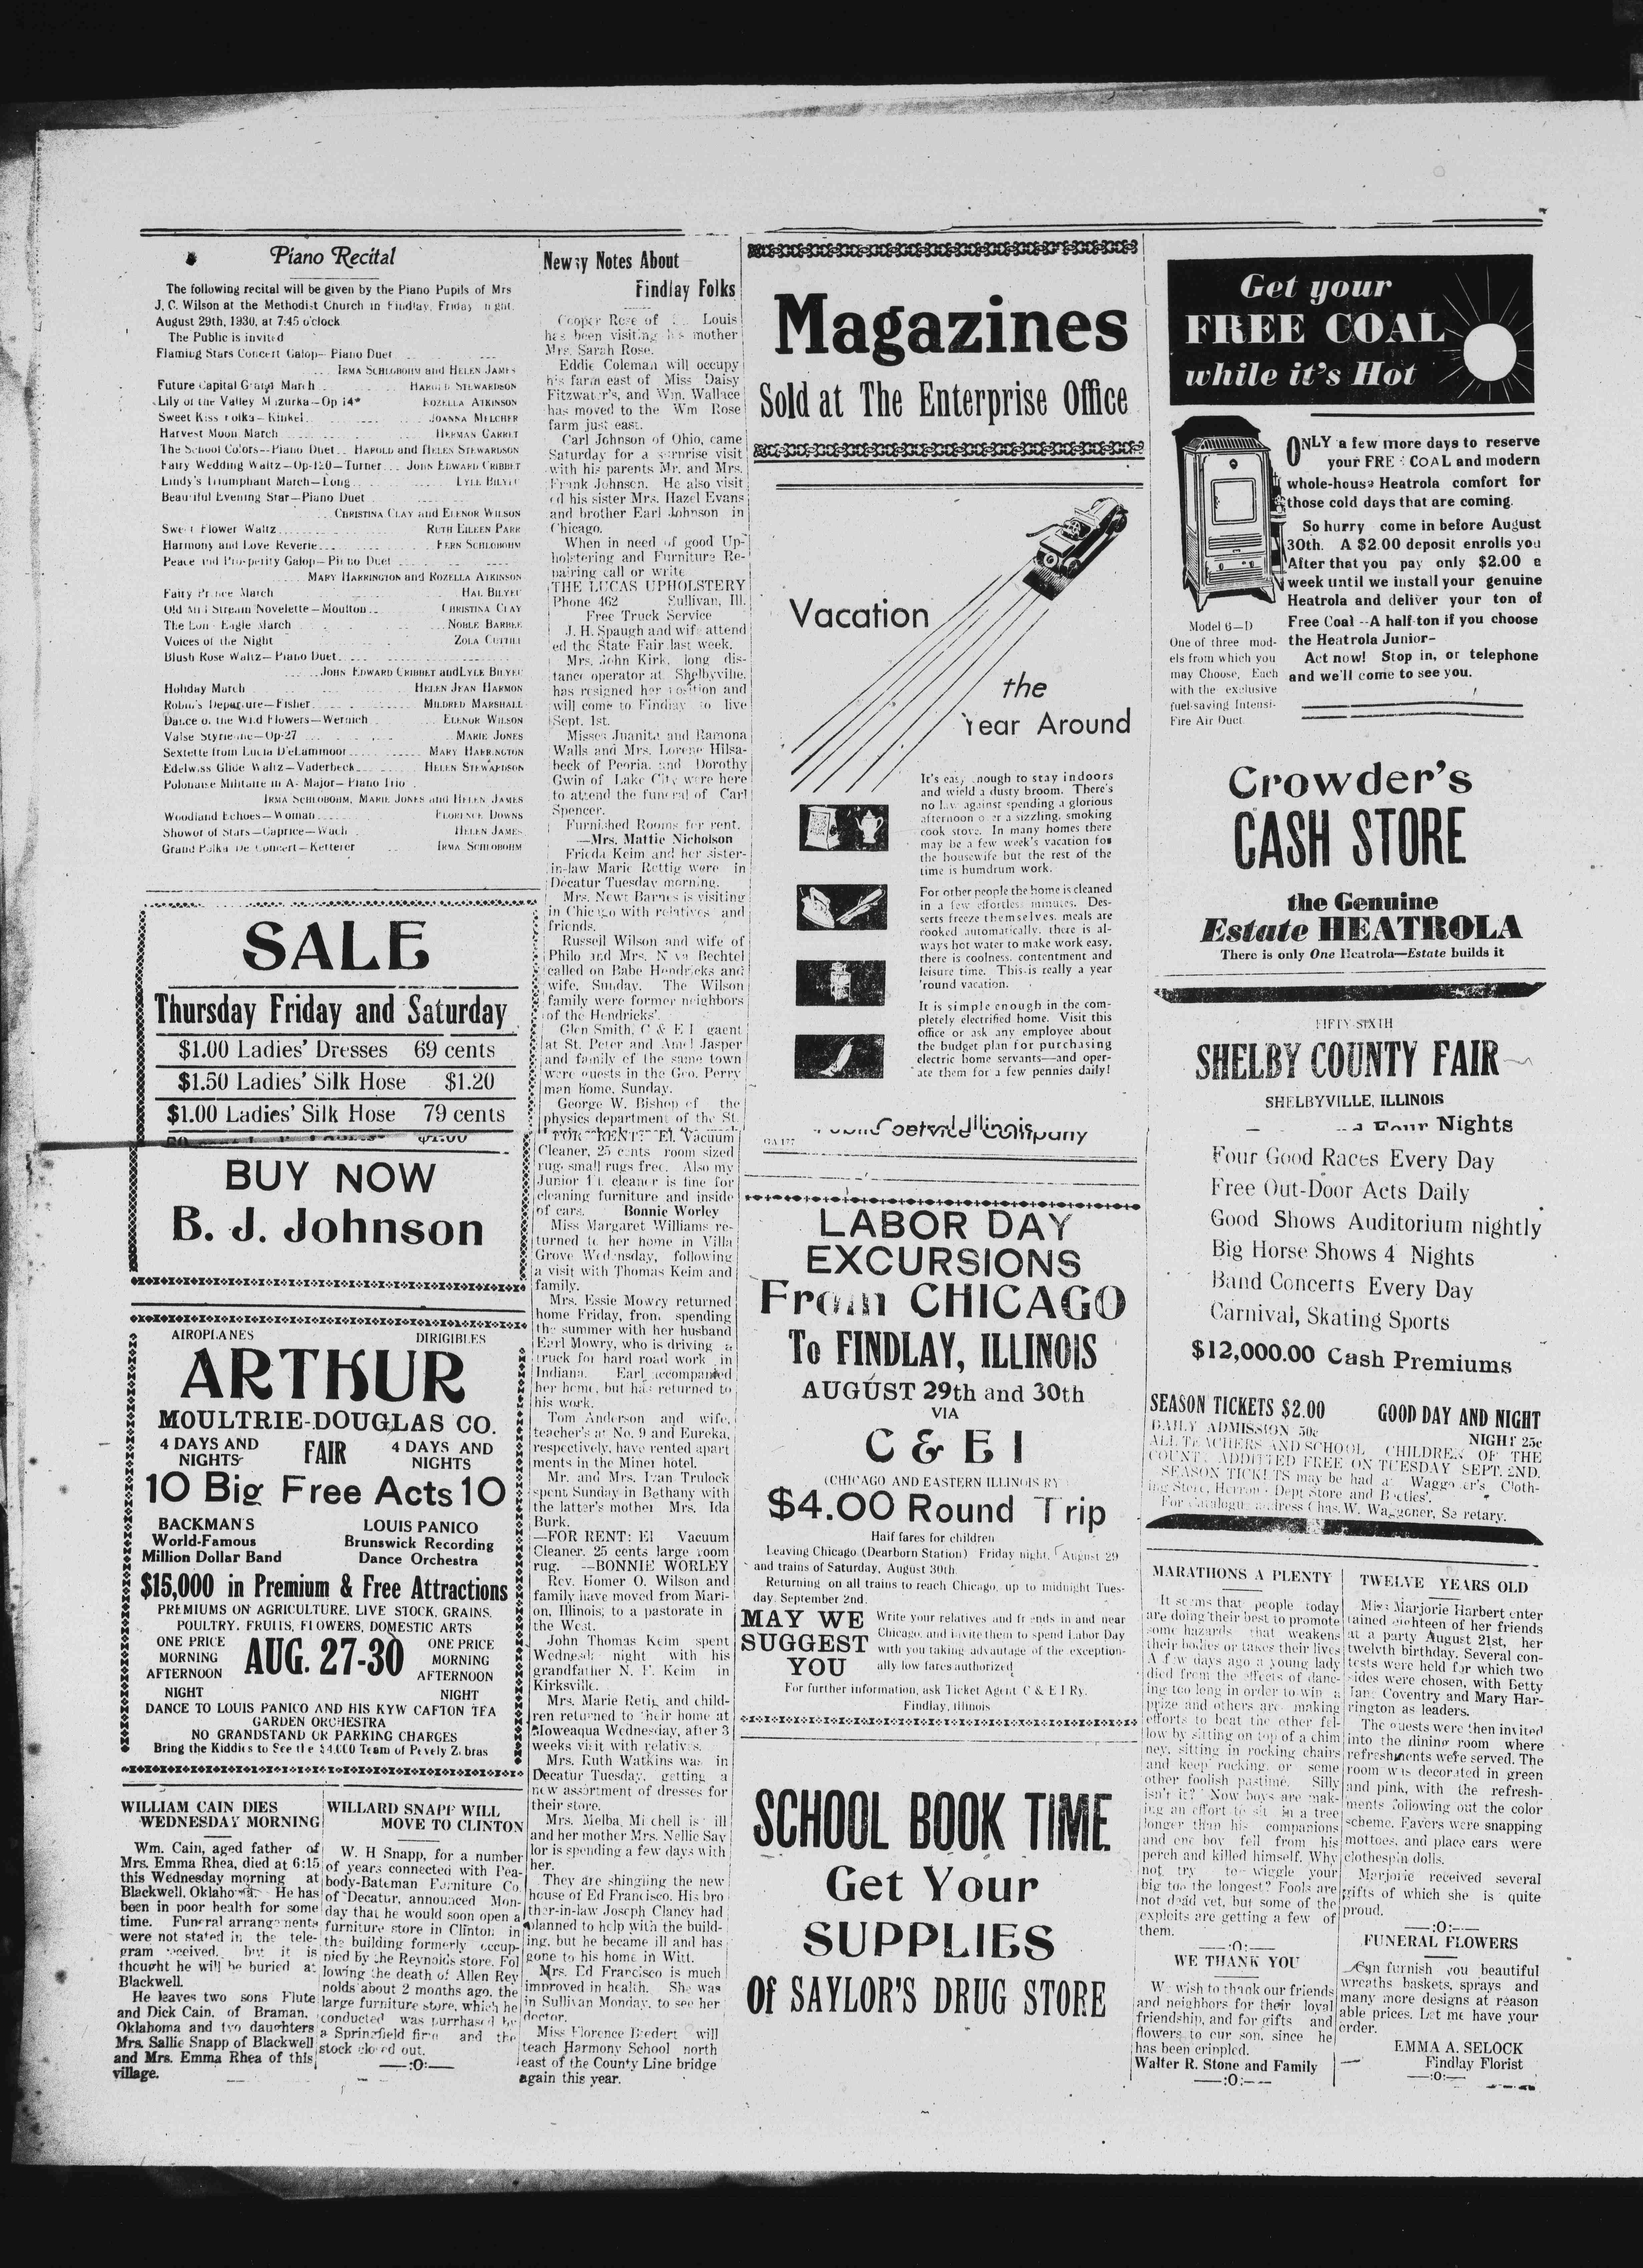 Piano Recital
The following recital will be given by the Piano Pupils of Mrs
J. C. Wilson at the Methodist Church in Findlay, Friday night,
August 29th, 1930, at 7:45 o'clock
The Public is invited
Flaming Stars Concert Galop— Piano Duet
Irma Schlobohm and Helen James
Future Capital Grand March Harold Stewardson
Lily of the Valley Mazurka—Op 14 Rozella Atkinson
Sweet Kiss Polka—Kinkel Joanna Melcher
Harvest Moon March Herman Garret
The School Colors—Piano Duet Harold and Helen Stewardson
Fairy Wedding Waltz—Op-120—Turner John Edward Cribbet
Lindy's Triumphant March—Long Lyle Bilyeu
Beautiful Evening Star—Piano Duet
Christina Clay and Elenor Wilson
Sweet Flower Waltz Ruth Eileen Parr
Harmony and Love Reverie Fern Schlobohm
Peace and Prosperity Galop—Piano Duet
Mary Harrington and Rozella Atkinson
Fairy Prince March Hal Bilyeu
Old Mill Stream Novelette—Moulton Christina Clay
The Lone Eagle March Noble Barbee
Voices of the Night Zola
Blush Rose Waltz—Piano Duet
John Edward Cribbet and Lyle Bilyeu
Holiday March Helen Jean Harmon
Robin's Departure—Fisher Mildred Marshall
Dance of the Wild Flowers—Wernich Elenor Wilson
Valse Styrienne—Op-27 Marie Jones
Sextette from Lucia DeLammoor Mary Harrington
Edelwiss Glide Waltz—Vaderbeck Helen Stewardson
Polonaise Militaire in A- Major—Piano Trio
Irma Schlobohm, Marie Jones and Helen James
Woodland Echoes—Woman Florence Downs
Shower of Stars—Caprice—Wach Helen James
Grand Polka De Concert—Ketterer Irma Schlobohm
SALE
Thursday Friday and Saturday
$1.00 Ladies' Dresses 69 cents
$1.50 Ladies' Silk Hose $1.20
$1.00 Ladies' Silk Hose 79 cents
BUY NOW
B. J. Johnson
AIROPLANES DIRIGIBLES
ARTHUR
MOULTRIE-DOUGLAS CO.
4 DAYS AND NIGHTS FAIR 4 DAYS AND NIGHTS
10 Big Free Acts 10
BACKMAN'S LOUIS PANICO
World-Famous Brunswick Recording
Million Dollar Band Dance Orchestra
$15,000 in Premium & Free Attractions
PREMIUMS ON AGRICULTURE, LIVE STOCK, GRAINS,
POULTRY, FRUITS, FLOWERS, DOMESTIC ARTS
ONE PRICE MORNING AFTERNOON NIGHT
AUG. 27-30
ONE PRICE MORNING AFTERNOON NIGHT
DANCE TO LOUIS PANICO AND HIS KYW CAFTON TEA
GARDEN ORCHESTRA
NO GRANDSTAND OR PARKING CHARGES
Bring the Kiddies to See the $4,000 Team of Pevely Zebras
WILLIAM CAIN DIES
WEDNESDAY MORNING
Wm. Cain, aged father of
Mrs. Emma Rhea, died at 6:15
this Wednesday morning at
Blackwell, Oklahoma. He has
been in poor health for some
time. Funeral arrangements
were not stated in the tele-
gram received, but it is
thought he will be buried at
Blackwell.
He leaves two sons Flute
and Dick Cain, of Braman,
Oklahoma and two daughters
Mrs. Sallie Snapp of Blackwell
and Mrs. Emma Rhea of this
village.
WILLARD SNAPP WILL
MOVE TO CLINTON
W. H Snapp, for a number
of years connected with Pea-
body-Bateman Furniture Co.
of Decatur, announced Mon-
day that he would soon open a
furniture store in Clinton in
the building formerly occup-
pied by the Reynolds store. Fol
lowing the death of Allen Rey
nolds about 2 months ago, the
large furniture store, which he
conducted was purchased by
a Springfield firm and the
stock closed out.
—:O:—
Newsy Notes About
Findlay Folks
Cooper Rose of Louis
has been visiting his mother
Mrs. Sarah Rose.
Eddie Coleman will occupy
his farm east of Miss Daisy
Fitzwater's, and Wm. Wallace
has moved to the Wm Rose
farm just east.
Carl Johnson of Ohio, came
Saturday for a surprise visit
with his parents Mr. and Mrs.
Frank Johnson. He also visit
ed his sister Mrs. Hazel Evans
and brother Earl Johnson in
Chicago.
When in need of good Up-
holstering and Furniture Re-
pairing call or write
THE LUCAS UPHOLSTERY
Phone 462 Sullivan, Ill.
Free Truck Service
J. H. Spaugh and wife attend
ed the State Fair last week.
Mrs. John Kirk, long dis-
tance operator at Shelbyville,
has resigned her position and
will come to Findlay to live
Sept. 1st.
Misses Juanita and Ramona
Walls and Mrs. Lorene Hilsa-
beck of Peoria, and Dorothy
Gwin of Lake City were here
to attend the funeral of Carl
Spencer.
Furnished Rooms for rent.
—Mrs. Mattie Nicholson
Frieda Keim and her sister-
in-law Marie Rettig were in
Decatur Tuesday morning.
Mrs. Newt Barnes is visiting
in Chicago with relatives and
friends.
Russell Wilson and wife of
Philo and Mrs. Bechtel
called on Babe Hendricks and
wife, Sunday. The Wilson
family were former neighbors
of the Hendricks'.
Glen Smith, C & E I gaent
at St. Peter and Amel Jasper
and family of the same town
were guests in the Geo. Perry
man home, Sunday.
George W. Bishop of the
physics department of the St.
FOR RENT: El. Vacuum
Cleaner, 25 cents room sized
rug, small rugs free. Also my
Junior El. cleaner is fine for
cleaning furniture and inside
of cars. Bonnie Worley
Miss Margaret Williams re-
turned to her home in Villa
Grove Wednsday, following
a visit with Thomas Keim and
family.
Mrs. Essie Mowry returned
home Friday, from spending
the summer with her husband
Earl Mowry, who is driving a
truck for hard road work in
Indiana. Earl accompanied
her home, but has returned to
his work.
Tom Anderson and wife,
teacher's at No. 9 and Eureka,
respectively, have rented apart
ments in the Miner hotel.
Mr. and Mrs. Ivan Trulock
spent Sunday in Bethany with
the latter's mother Mrs. Ida
Burk.
—FOR RENT: El Vacuum
Cleaner, 25 cents large room
rug. —BONNIE WORLEY
Rev. Homer O. Wilson and
family have moved from Mari-
on, Illinois, to a pastorate in
the West.
John Thomas Keim spent
Wednesday night with his
grandfather N. F. Keim in
Kirksville.
Mrs. Marie Retig and child-
ren returned to their home at
Moweaqua Wednesday, after 3
weeks visit with relatives.
Mrs. Ruth Watkins was in
Decatur Tuesday, getting a
new assortment of dresses for
their store.
Mrs. Melba Mitchell is ill
and her mother Mrs. Nellie Say
lor is spending a few days with
her.
They are shingling the new
house of Ed Francisco. His bro
ther-in-law Joseph Clancy had
planned to help with the build-
ing, but he became ill and has
gone to his home in Witt.
Mrs. Ed Francisco is much
improved in health. She was
in Sullivan Monday, to see her
doctor.
Miss Florence Bredert will
teach Harmony School north
east of the County Line bridge
again this year.
Magazines
Sold at The Enterprise Office
Vacation
the
Year Around
It's easy enough to stay indoors
and wield a dusty broom. There's
no law against spending a glorious
afternoon over a sizzling, smoking
cook stove. In many homes there
may be a few week's vacation for
the housewife but the rest of the
time is humdrum work.
For other people the home is cleaned
in a few effortless minutes. Des-
serts freeze themselves, meals are
cooked automatically, there is al-
ways hot water to make work easy,
there is coolness, contentment and
leisure time. This is really a year
'round vacation.
It is simple enough in the com-
pletely electrified home. Visit this
office or ask any employee about
the budget plan for purchasing
electric home servants—and oper-
ate them for a few pennies daily!
Illinois Company
LABOR DAY
EXCURSIONS
From CHICAGO
To FINDLAY, ILLINOIS
AUGUST 29th and 30th
VIA
C & E I
(CHICAGO AND EASTERN ILLINOIS RY
$4.00 Round Trip
Half fares for children
Leaving Chicago (Dearborn Station) Friday night, August 29
and trains of Saturday, August 30th.
Returning on all trains to reach Chicago, up to midnight Tues-
day, September 2nd.
MAY WE
SUGGEST
YOU
Write your relatives and friends in and near
Chicago, and invite them to spend Labor Day
with you taking advantage of the exception-
ally low fares authorized
For further information, ask Ticket Agent C & E I Ry.
Findlay, Illinois
SCHOOL BOOK TIME
Get Your
SUPPLIES
Of SAYLOR'S DRUG STORE
Get your
FREE COAL
while it's Hot
ONLY a few more days to reserve
your FREE COAL and modern
whole-house Heatrola comfort for
those cold days that are coming.
So hurry come in before August
30th. A $2.00 deposit enrolls you
After that you pay only $2.00 a
week until we install your genuine
Heatrola and deliver your ton of
Free Coal --A half-ton if you choose
the Heatrola Junior-
Act now! Stop in, or telephone
and we'll come to see you.
Model 6—D
One of three mod-
els from which you
may Choose, Each
with the exclusive
fuel-saving Intensi-
Fire Air Duct
Crowder's
CASH STORE
the Genuine
Estate HEATROLA
There is only One Heatrola—Estate builds it
FIFTY-SIXTH
SHELBY COUNTY FAIR
SHELBYVILLE, ILLINOIS
Four Nights
Four Good Races Every Day
Free Out-Door Acts Daily
Good Shows Auditorium nightly
Big Horse Shows 4 Nights
Band Concerts Every Day
Carnival, Skating Sports
$12,000.00 Cash Premiums
SEASON TICKETS $2.00 GOOD DAY AND NIGHT
DAILY ADMISSION 50c NIGHT 25c
ALL TEACHERS AND SCHOOL CHILDREN OF THE
COUNTY ADDITTED FREE ON TUESDAY SEPT. 2ND.
SEASON TICKETS may be had at Waggoner's Cloth-
ing Store, Herron Dept Store and
For Catalogue address Chas. W. Waggoner, Secretary.
MARATHONS A PLENTY
It seems that people today
are doing their best to promote
some hazards that weakens
their bodies or takes their lives
A few days ago a young lady
died from the effects of danc-
ing too long in order to win a
prize and others are making
efforts to beat the other fel-
low by sitting on top of a chim
ney, sitting in rocking chairs
and keep rocking, or some
other foolish pastime. Silly
isn't it? Now boys are mak-
ing an effort to sit in a tree
longer than his companions
and one boy fell from his
perch and killed himself. Why
not try to wiggle your
big toe the longest? Fools are
not dead yet, but some of the
exploits are getting a few of
them.
—:O:—
WE THANK YOU
We wish to thank our friends
and neighbors for their loyal
friendship, and for gifts and
flowers to our son, since he
has been crippled.
Walter R. Stone and Family
—:O:—
TWELVE YEARS OLD
Miss Marjorie Harbert enter
tained eighteen of her friends
at a party August 21st, her
twelvth birthday. Several con-
tests were held for which two
sides were chosen, with Betty
Jane Coventry and Mary Har-
rington as leaders.
The guests were then invited
into the dining room where
refreshments were served. The
room was decorated in green
and pink, with the refresh-
ments following out the color
scheme. Favors were snapping
mottoes, and place cars were
clothespin dolls.
Marjorie received several
gifts of which she is quite
proud.
—:O:—
FUNERAL FLOWERS
Can furnish you beautiful
wreaths baskets, sprays and
many more designs at reason
able prices. Let me have your
order.
EMMA A. SELOCK
Findlay Florist
—:O:—